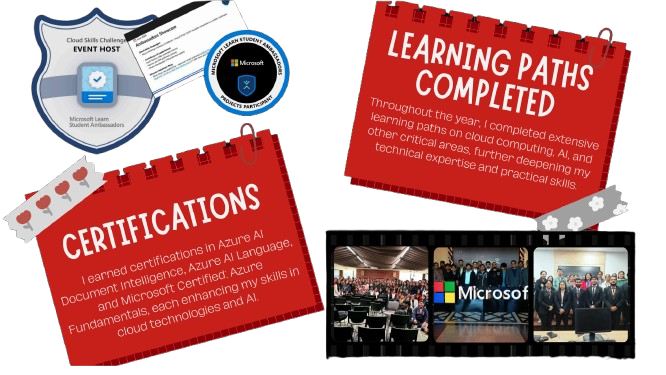 Cloud Skills Challenge
EVENT HOST
Microsoft Learn
Student Ambassadors
MICROSOFT LEARN STUDENT AMBASSADORS
Microsoft
PROJECTS PARTICIPANT
LEARNING PATHS
COMPLETED
Throughout the year, I completed extensive
learning paths on cloud computing, AI, and
other critical areas, further deepening my
technical expertise and practical skills.
CERTIFICATIONS
I earned certifications in Azure AI
Document Intelligence, Azure AI Language,
and Microsoft Certified: Azure
Fundamentals, each enhancing my skills in
cloud technologies and AI.
Microsof